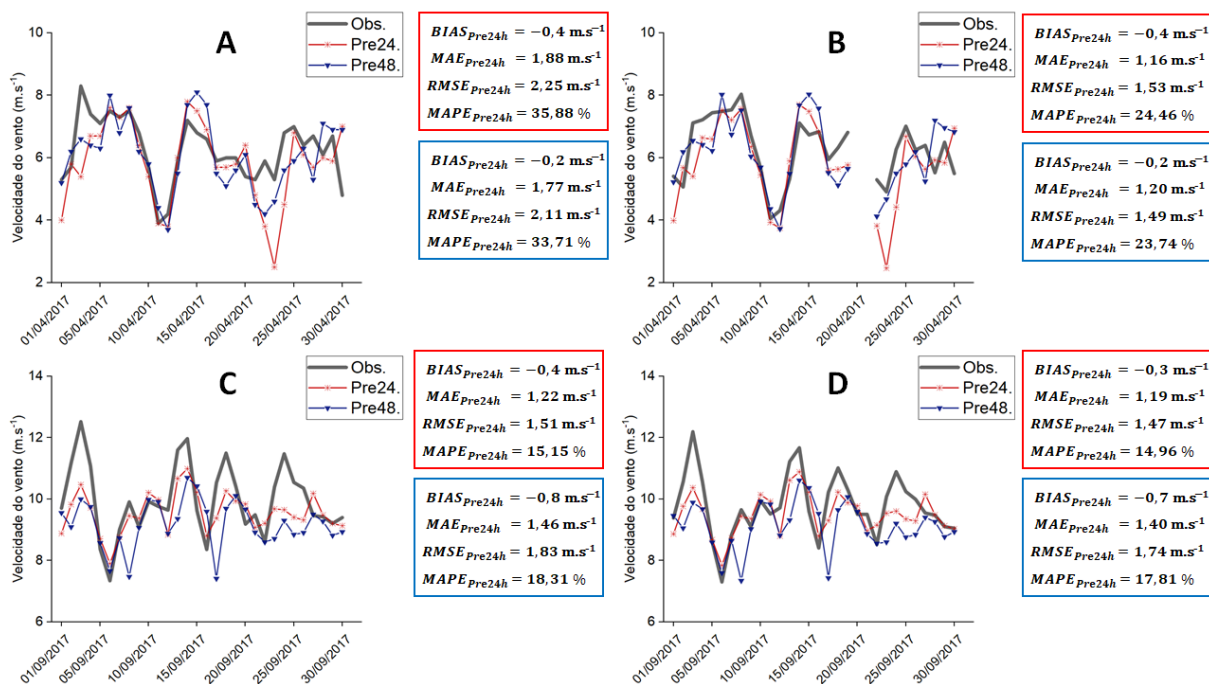 A
Obs.
Pre24.
Pre48.
Velocidade do vento (m.s⁻¹)
10
8
6
4
2
01/04/2017
05/04/2017
10/04/2017
15/04/2017
20/04/2017
25/04/2017
30/04/2017
BIAS_Pre24h = −0,4 m.s⁻¹
MAE_Pre24h = 1,88 m.s⁻¹
RMSE_Pre24h = 2,25 m.s⁻¹
MAPE_Pre24h = 35,88 %
BIAS_Pre24h = −0,2 m.s⁻¹
MAE_Pre24h = 1,77 m.s⁻¹
RMSE_Pre24h = 2,11 m.s⁻¹
MAPE_Pre24h = 33,71 %
B
Obs.
Pre24.
Pre48.
Velocidade do vento (m.s⁻¹)
10
8
6
4
2
01/04/2017
05/04/2017
10/04/2017
15/04/2017
20/04/2017
25/04/2017
30/04/2017
BIAS_Pre24h = −0,4 m.s⁻¹
MAE_Pre24h = 1,16 m.s⁻¹
RMSE_Pre24h = 1,53 m.s⁻¹
MAPE_Pre24h = 24,46 %
BIAS_Pre24h = −0,2 m.s⁻¹
MAE_Pre24h = 1,20 m.s⁻¹
RMSE_Pre24h = 1,49 m.s⁻¹
MAPE_Pre24h = 23,74 %
C
Obs.
Pre24.
Pre48.
Velocidade do vento (m.s⁻¹)
14
12
10
8
6
01/09/2017
05/09/2017
10/09/2017
15/09/2017
20/09/2017
25/09/2017
30/09/2017
BIAS_Pre24h = −0,4 m.s⁻¹
MAE_Pre24h = 1,22 m.s⁻¹
RMSE_Pre24h = 1,51 m.s⁻¹
MAPE_Pre24h = 15,15 %
BIAS_Pre24h = −0,8 m.s⁻¹
MAE_Pre24h = 1,46 m.s⁻¹
RMSE_Pre24h = 1,83 m.s⁻¹
MAPE_Pre24h = 18,31 %
D
Obs.
Pre24.
Pre48.
Velocidade do vento (m.s⁻¹)
14
12
10
8
6
01/09/2017
05/09/2017
10/09/2017
15/09/2017
20/09/2017
25/09/2017
30/09/2017
BIAS_Pre24h = −0,3 m.s⁻¹
MAE_Pre24h = 1,19 m.s⁻¹
RMSE_Pre24h = 1,47 m.s⁻¹
MAPE_Pre24h = 14,96 %
BIAS_Pre24h = −0,7 m.s⁻¹
MAE_Pre24h = 1,40 m.s⁻¹
RMSE_Pre24h = 1,74 m.s⁻¹
MAPE_Pre24h = 17,81 %